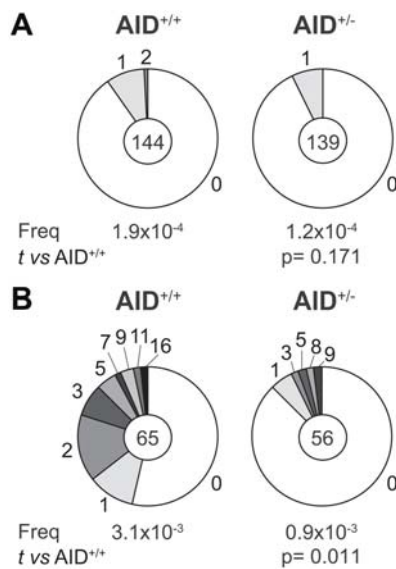 A
AID+/+ AID+/-
1 2 1
144 139
0 0
Freq 1.9x10-4 1.2x10-4
t vs AID+/+ p= 0.171
B
AID+/+ AID+/-
7 9 11 16 5 8 9
5 3
3 1
2
65 56
1 0 0
Freq 3.1x10-3 0.9x10-3
t vs AID+/+ p= 0.011